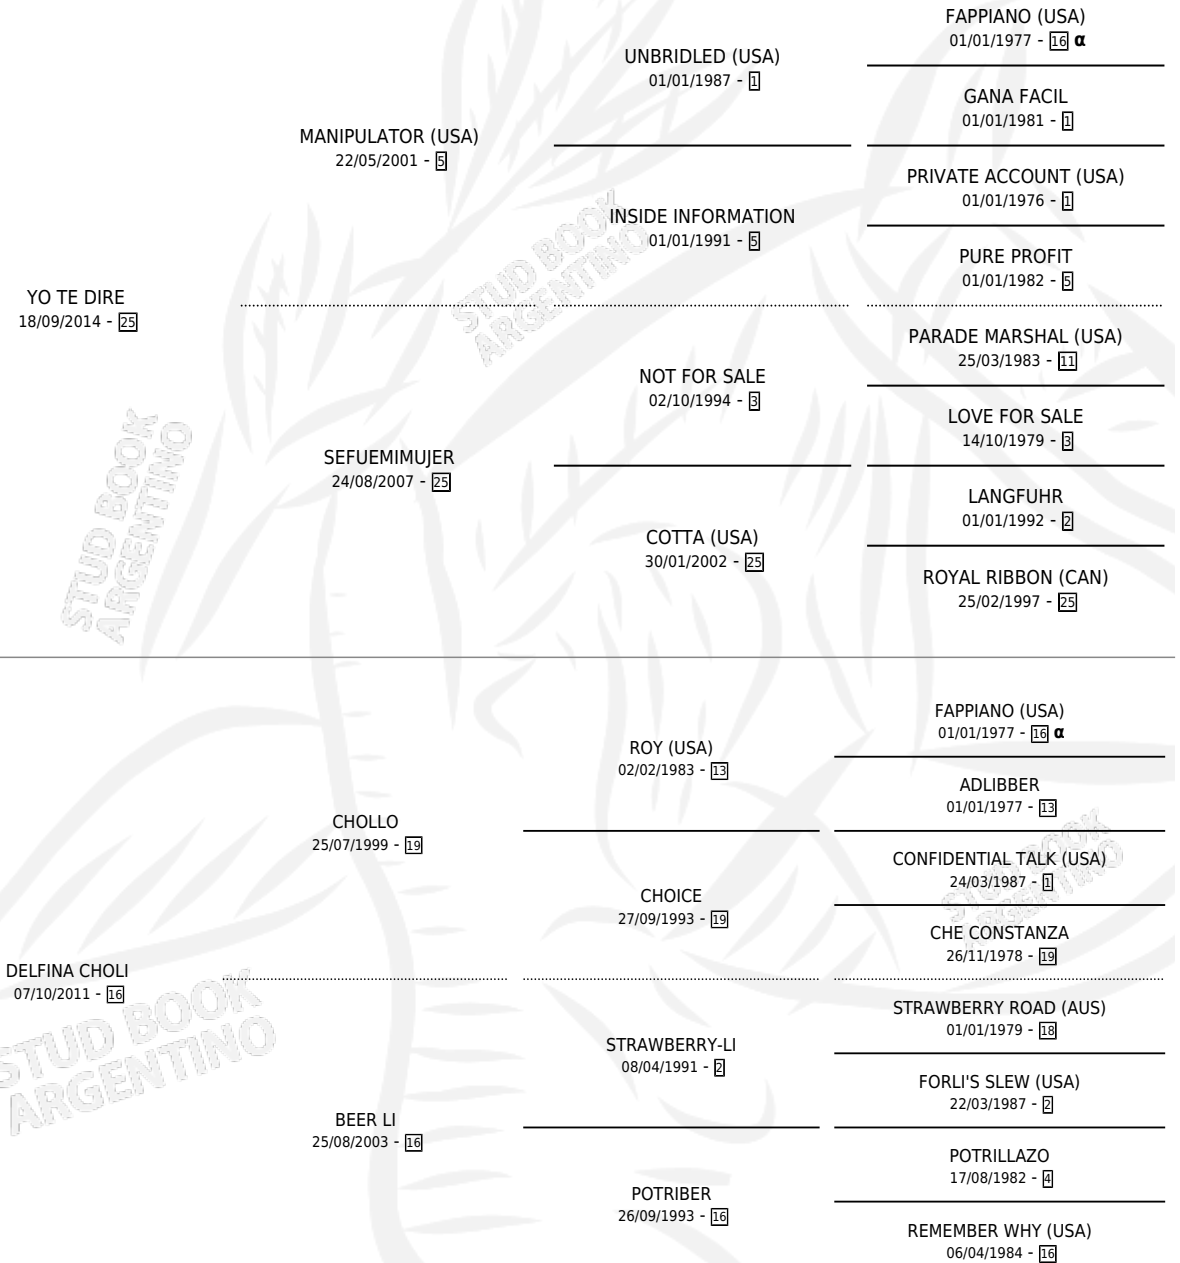 FAPPIANO (USA)
01/01/1977 - 16 α
UNBRIDLED (USA)
01/01/1987 - 1
GANA FACIL
01/01/1981 - 1
MANIPULATOR (USA)
22/05/2001 - 5
PRIVATE ACCOUNT (USA)
01/01/1976 - 1
INSIDE INFORMATION
01/01/1991 - 5
PURE PROFIT
01/01/1982 - 5
YO TE DIRE
18/09/2014 - 25
PARADE MARSHAL (USA)
25/03/1983 - 11
NOT FOR SALE
02/10/1994 - 3
LOVE FOR SALE
14/10/1979 - 3
SEFUEMIMUJER
24/08/2007 - 25
LANGFUHR
01/01/1992 - 2
COTTA (USA)
30/01/2002 - 25
ROYAL RIBBON (CAN)
25/02/1997 - 25
FAPPIANO (USA)
01/01/1977 - 16 α
ROY (USA)
02/02/1983 - 13
ADLIBBER
01/01/1977 - 13
CHOLLO
25/07/1999 - 19
CONFIDENTIAL TALK (USA)
24/03/1987 - 1
CHOICE
27/09/1993 - 19
CHE CONSTANZA
26/11/1978 - 19
DELFINA CHOLI
07/10/2011 - 16
STRAWBERRY ROAD (AUS)
01/01/1979 - 18
STRAWBERRY-LI
08/04/1991 - 2
FORLI'S SLEW (USA)
22/03/1987 - 2
BEER LI
25/08/2003 - 16
POTRILLAZO
17/08/1982 - 4
POTRIBER
26/09/1993 - 16
REMEMBER WHY (USA)
06/04/1984 - 16
STUD BOOK
ARGENTINO
STUD BOOK
ARGENTINO
STUD BOOK
ARGENTINO
STUD BOOK
ARGENTINO